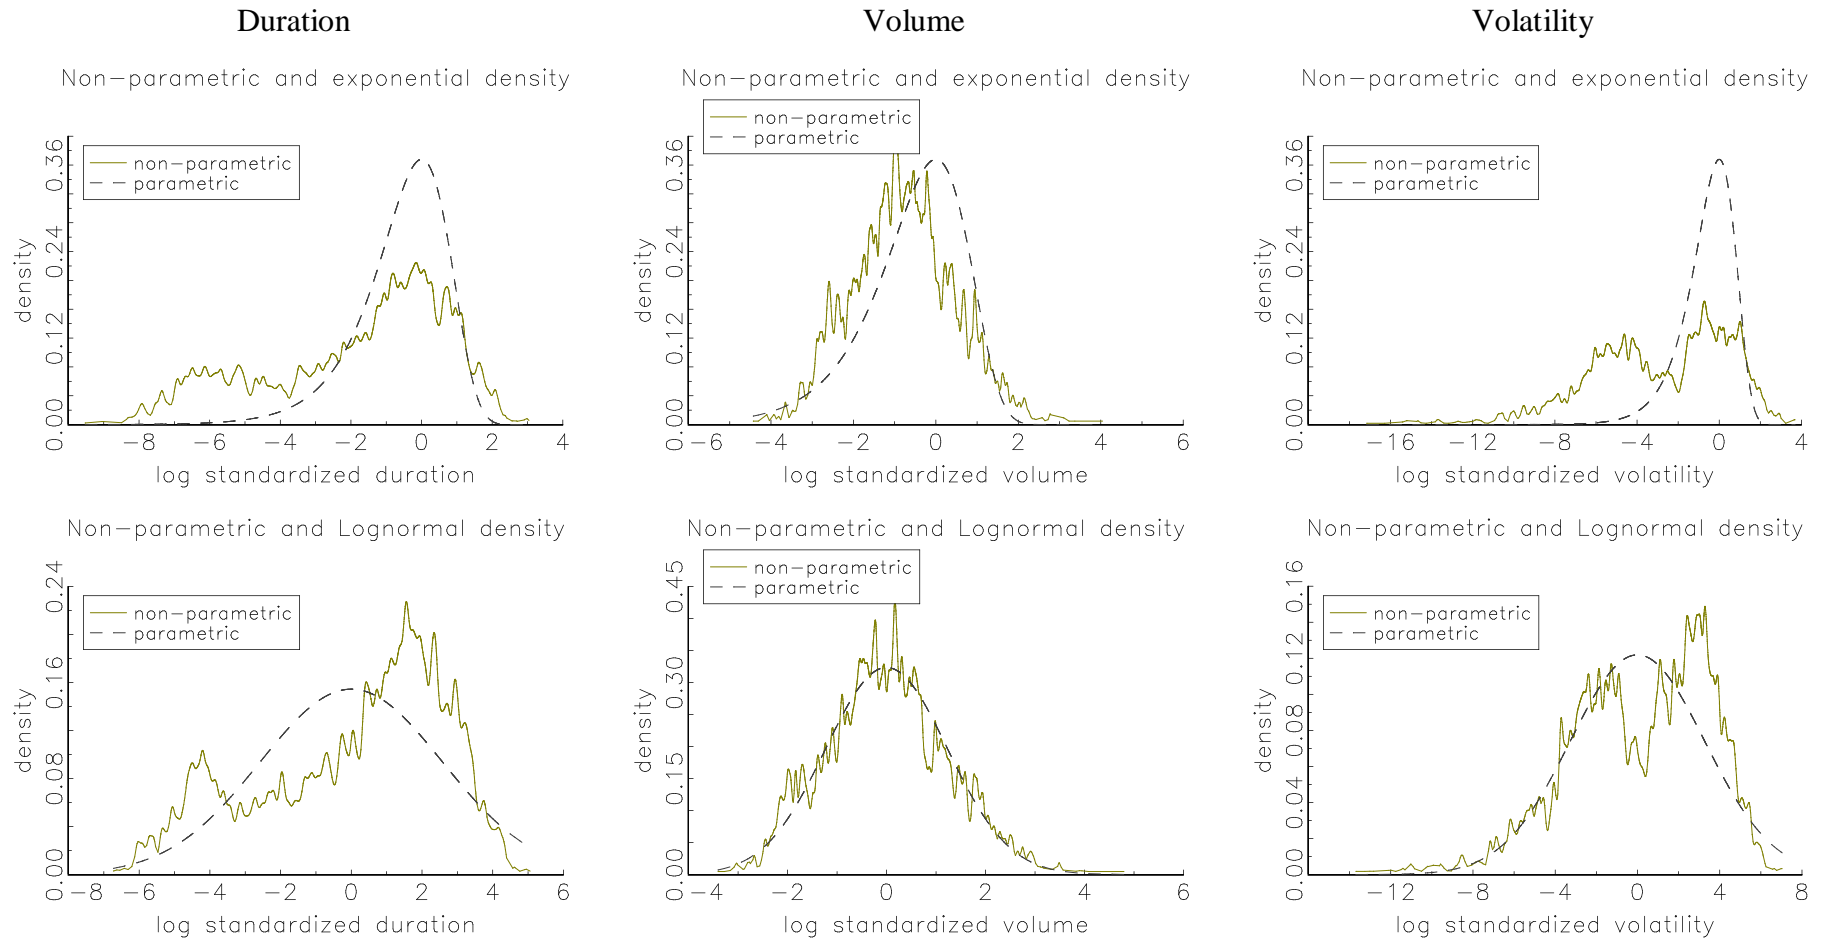 Duration Volume Volatility
Non-parametric and exponential density Non-parametric and exponential density Non-parametric and exponential density
non-parametric
parametric
density
0.00 0.12 0.24 0.36
-8 -6 -4 -2 0 2 4
log standardized duration
non-parametric
parametric
density
0.00 0.12 0.24 0.36
-6 -4 -2 0 2 4 6
log standardized volume
non-parametric
parametric
density
0.00 0.12 0.24 0.36
-16 -12 -8 -4 0 4
log standardized volatility
Non-parametric and Lognormal density Non-parametric and Lognormal density Non-parametric and Lognormal density
non-parametric
parametric
density
0.00 0.08 0.16 0.24
-8 -6 -4 -2 0 2 4 6
log standardized duration
non-parametric
parametric
density
0.00 0.15 0.30 0.45
-4 -2 0 2 4 6
log standardized volume
non-parametric
parametric
density
0.00 0.04 0.08 0.12 0.16
-12 -8 -4 0 4 8
log standardized volatility